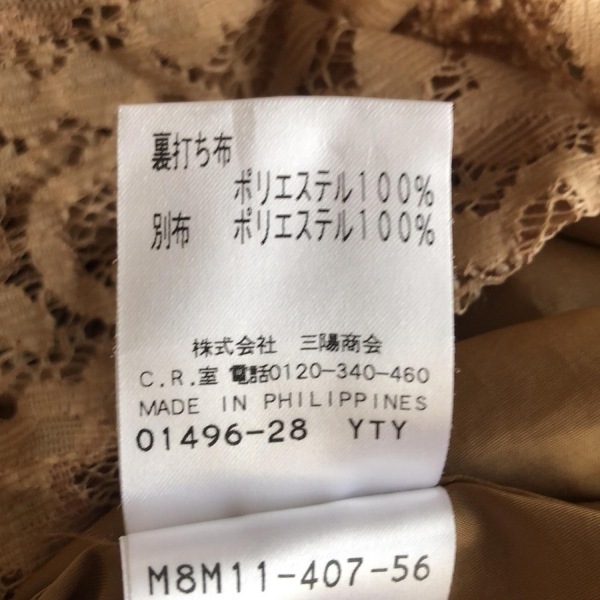 裏打ち布
ポリエステル100%
別布 ポリエステル100%
株式会社 三陽商会
C.R.室 電話0120-340-460
MADE IN PHILIPPINES
01496-28 YTY
M8M11-407-56